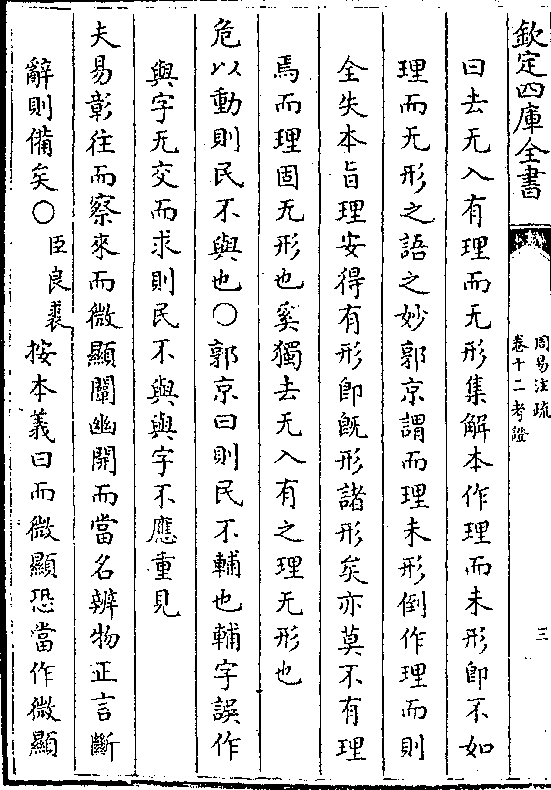 欽定四庫全書
周易注疏
卷十二考證
三
曰去无入有理而无形集解本作理而未形即不如
理而无形之語之妙郭京謂而理未形倒作理而則
全失本旨理安得有形即既形諸形矣亦莫不有理
焉而理固无形也奚獨去无入有之理无形也
危以動則民不與也○郭京曰則民不輔也輔字誤作
與字无交而求則民不與與字不應重見
夫易彰往而察來而微顯闡幽開而當名辨物正言斷
辭則備矣○臣良裘按本義曰而微顯恐當作微顯